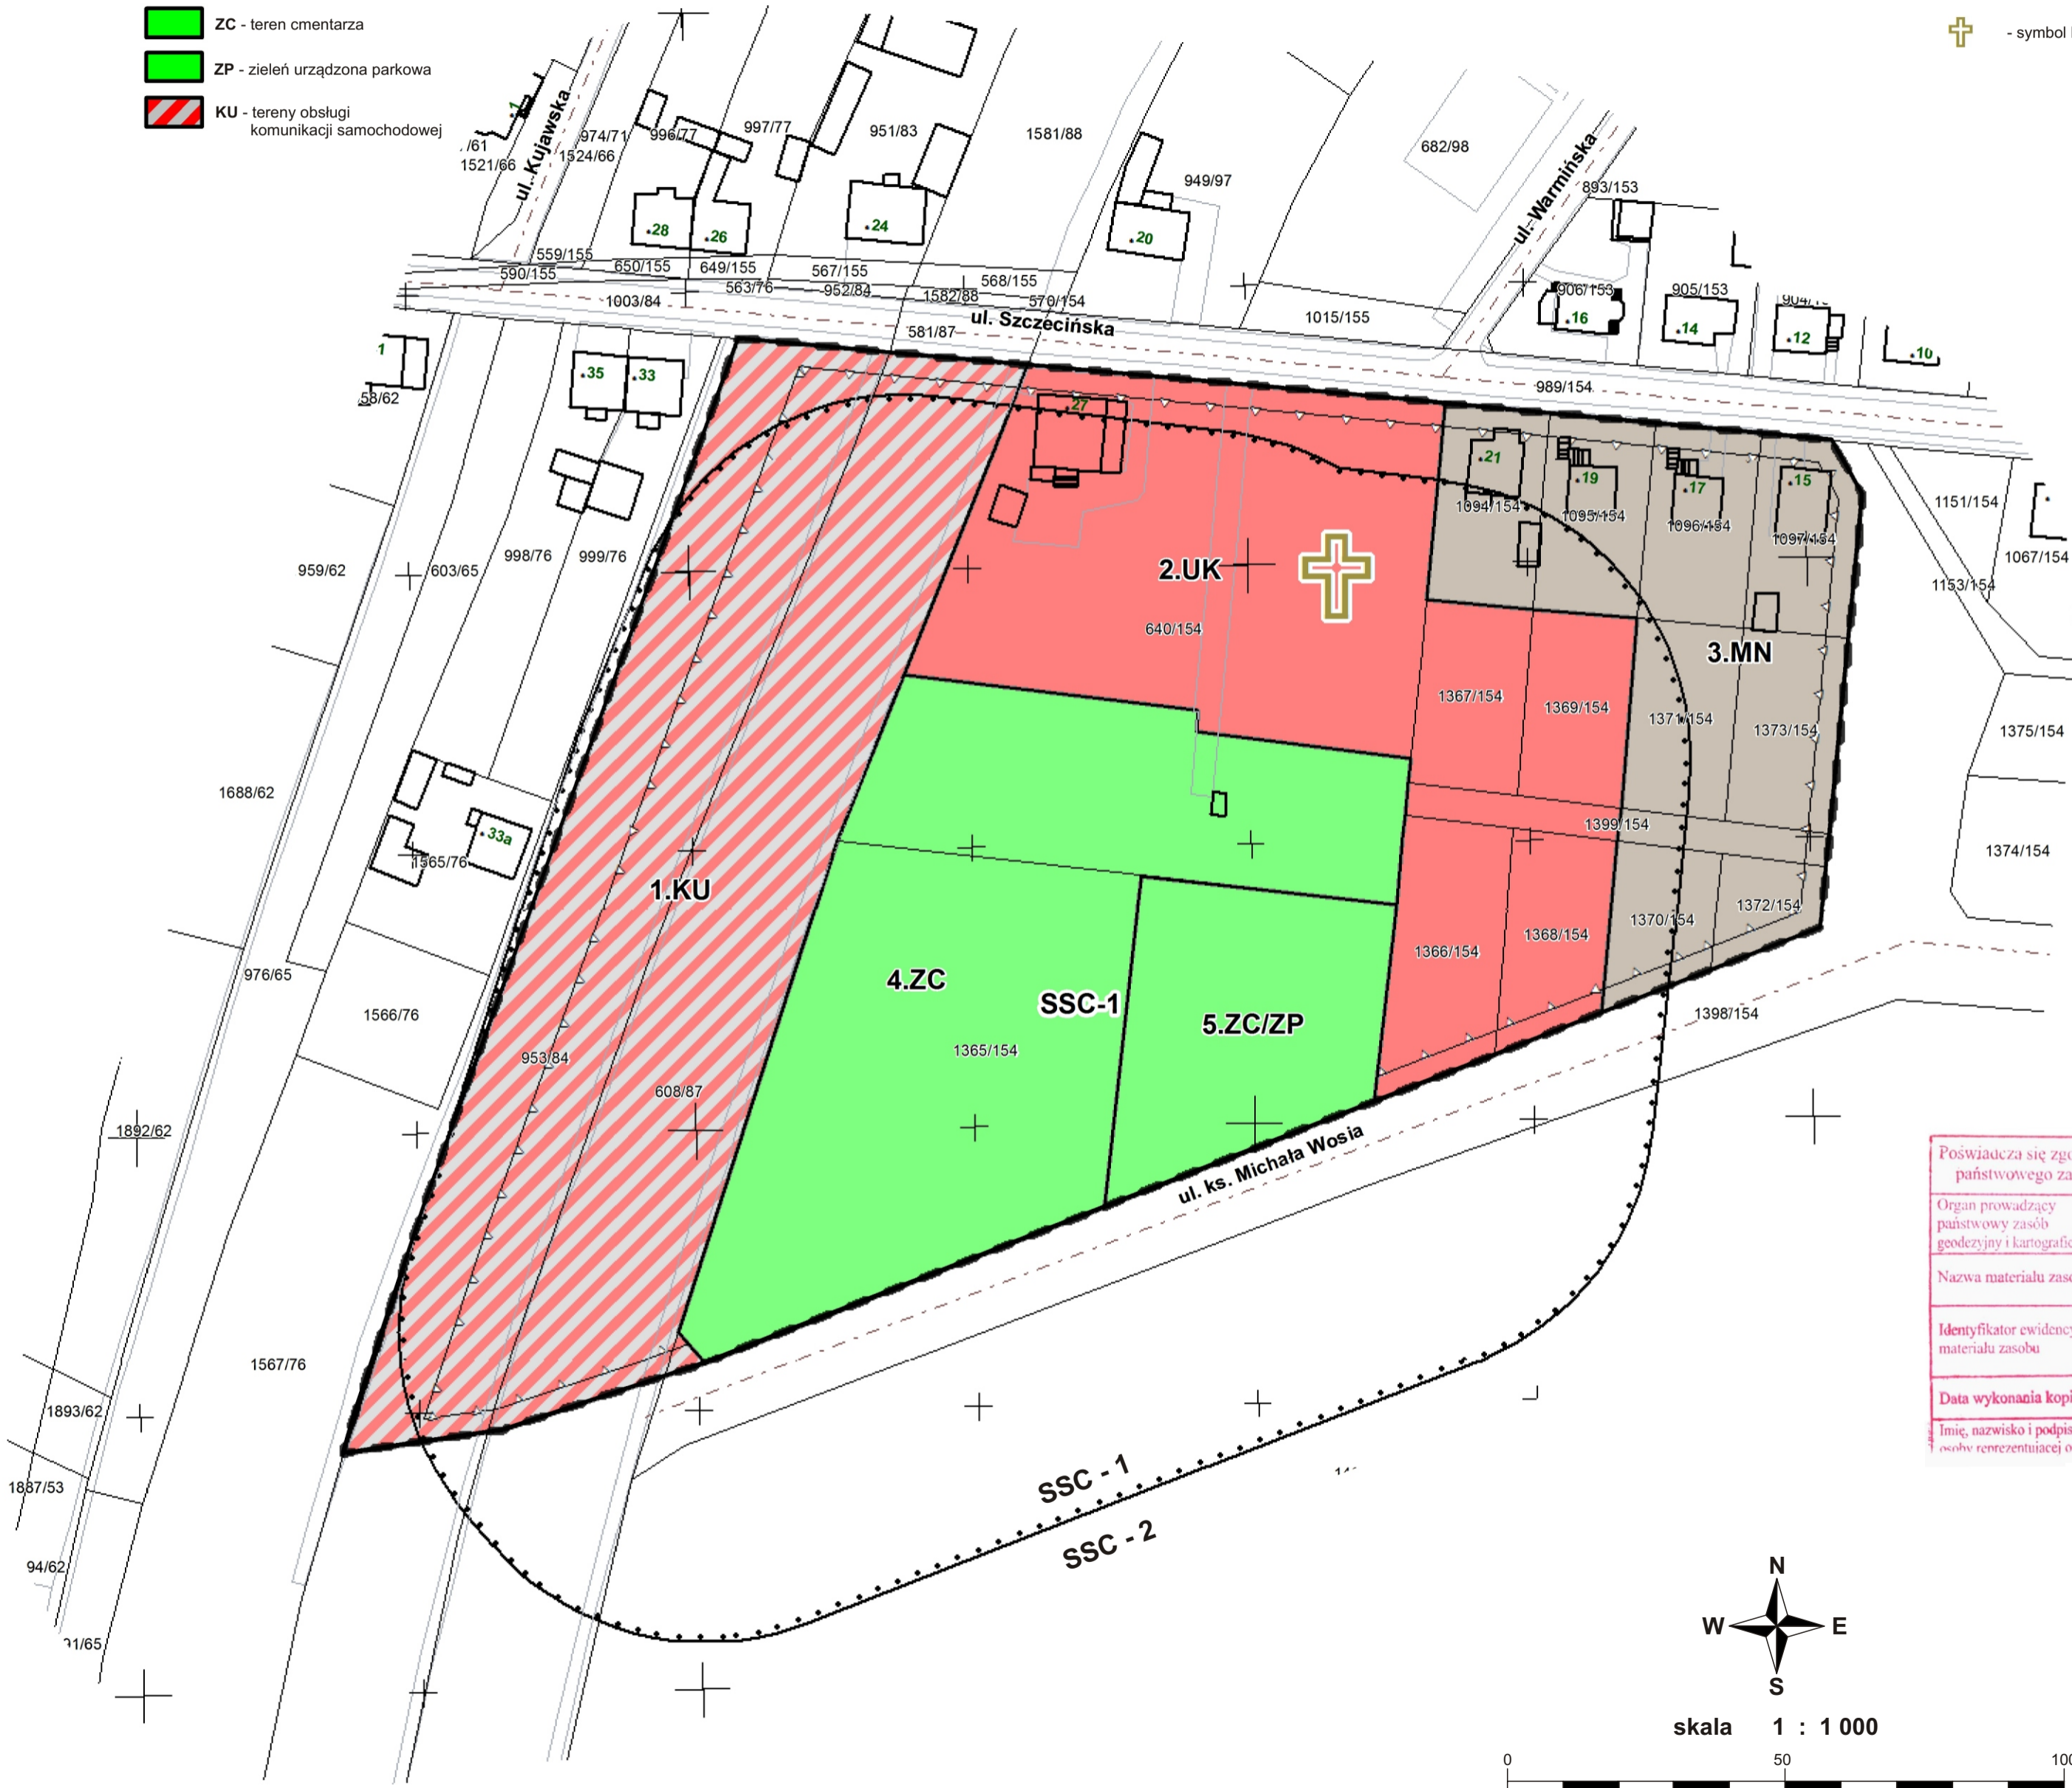 ZC - teren cmentarza
ZP - zieleń urządzona parkowa
KU - tereny obsługi
komunikacji samochodowej
- symbol
ul. Kujawska
1
/61
1521/66
974/71
1524/66
996/77
997/77
951/83
1581/88
949/97
682/98
ul. Warmińska
893/153
28
26
24
20
559/155
590/155
650/155
649/155
567/155
568/155
563/76
952/84
1582/88
570/154
1003/84
581/87
ul. Szczecińska
1015/155
906/153
905/153
16
14
12
10
989/154
1
35
33
27
21
19
17
15
1094/154
1095/154
1096/154
1097/154
1151/154
1067/154
1153/154
959/62
603/65
998/76
999/76
2.UK
640/154
3.MN
1367/154
1369/154
1371/154
1373/154
1375/154
1688/62
33a
1565/76
1399/154
1374/154
1.KU
1366/154
1368/154
1370/154
1372/154
976/65
4.ZC
SSC-1
5.ZC/ZP
1566/76
1365/154
1398/154
953/84
608/87
1892/62
ul. ks. Michała Wosia
Poświadcza się
państwowego
Organ prowadzący
państwowy zasób
geodezyjny i
Nazwa materiału
Identyfikator
materiału zasobu
Data wykonania
Imię, nazwisko i podpis
osoby
1567/76
1893/62
1887/53
94/62
91/65
SSC - 1
SSC - 2
N
W
E
S
skala 1 : 1 000
0
50